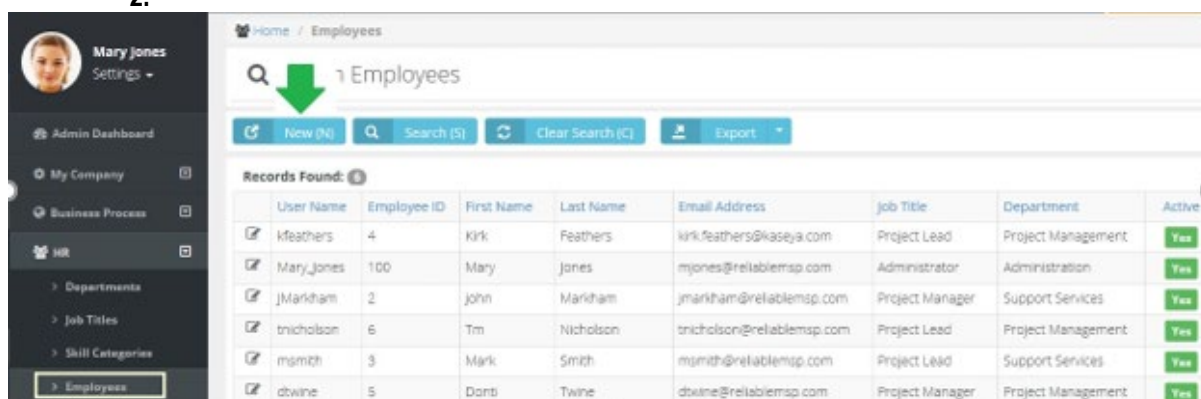 2.
Mary Jones
Settings
Home / Employees
Employees
Admin Dashboard
My Company
Business Process
HR
> Departments
> Job Titles
> Skill Categories
> Employees
New (N) Search (S) Clear Search (C) Export
Records Found: 6
User Name Employee ID First Name Last Name Email Address Job Title Department Active
kfeathers 4 Kirk Feathers kirk.feathers@kaseya.com Project Lead Project Management Yes
Mary_Jones 100 Mary Jones mjones@reliablemsp.com Administrator Administration Yes
JMarkham 2 John Markham jmarkham@reliablemsp.com Project Manager Support Services Yes
tnicholson 6 Tm Nicholson tnicholson@reliablemsp.com Project Lead Project Management Yes
msmith 3 Mark Smith msmith@reliablemsp.com Project Lead Support Services Yes
dtwine 5 Donti Twine dtwine@reliablemsp.com Project Manager Project Management Yes